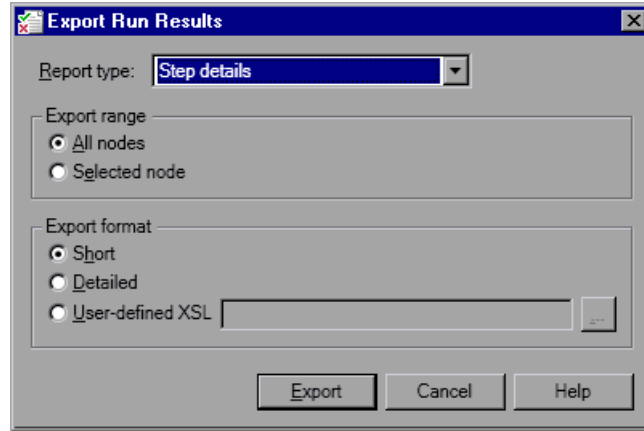 Export Run Results
Report type: Step details
Export range
All nodes
Selected node
Export format
Short
Detailed
User-defined XSL ...
Export Cancel Help